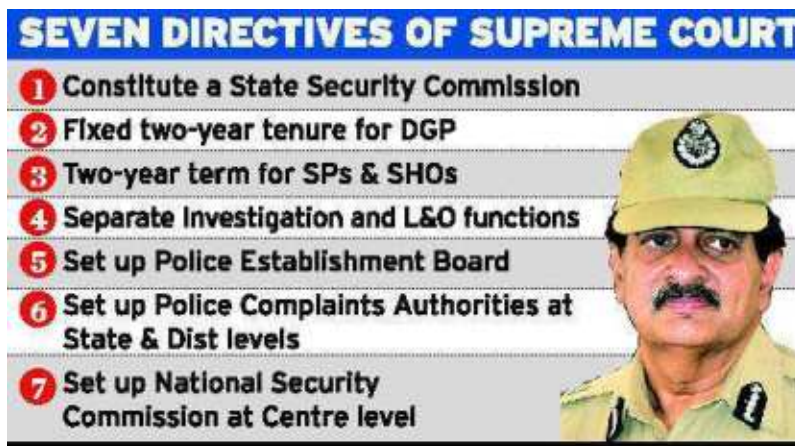 SEVEN DIRECTIVES OF SUPREME COURT
1 Constitute a State Security Commission
2 Fixed two-year tenure for DGP
3 Two-year term for SPs & SHOs
4 Separate Investigation and L&O functions
5 Set up Police Establishment Board
6 Set up Police Complaints Authorities at
State & Dist levels
7 Set up National Security
Commission at Centre level